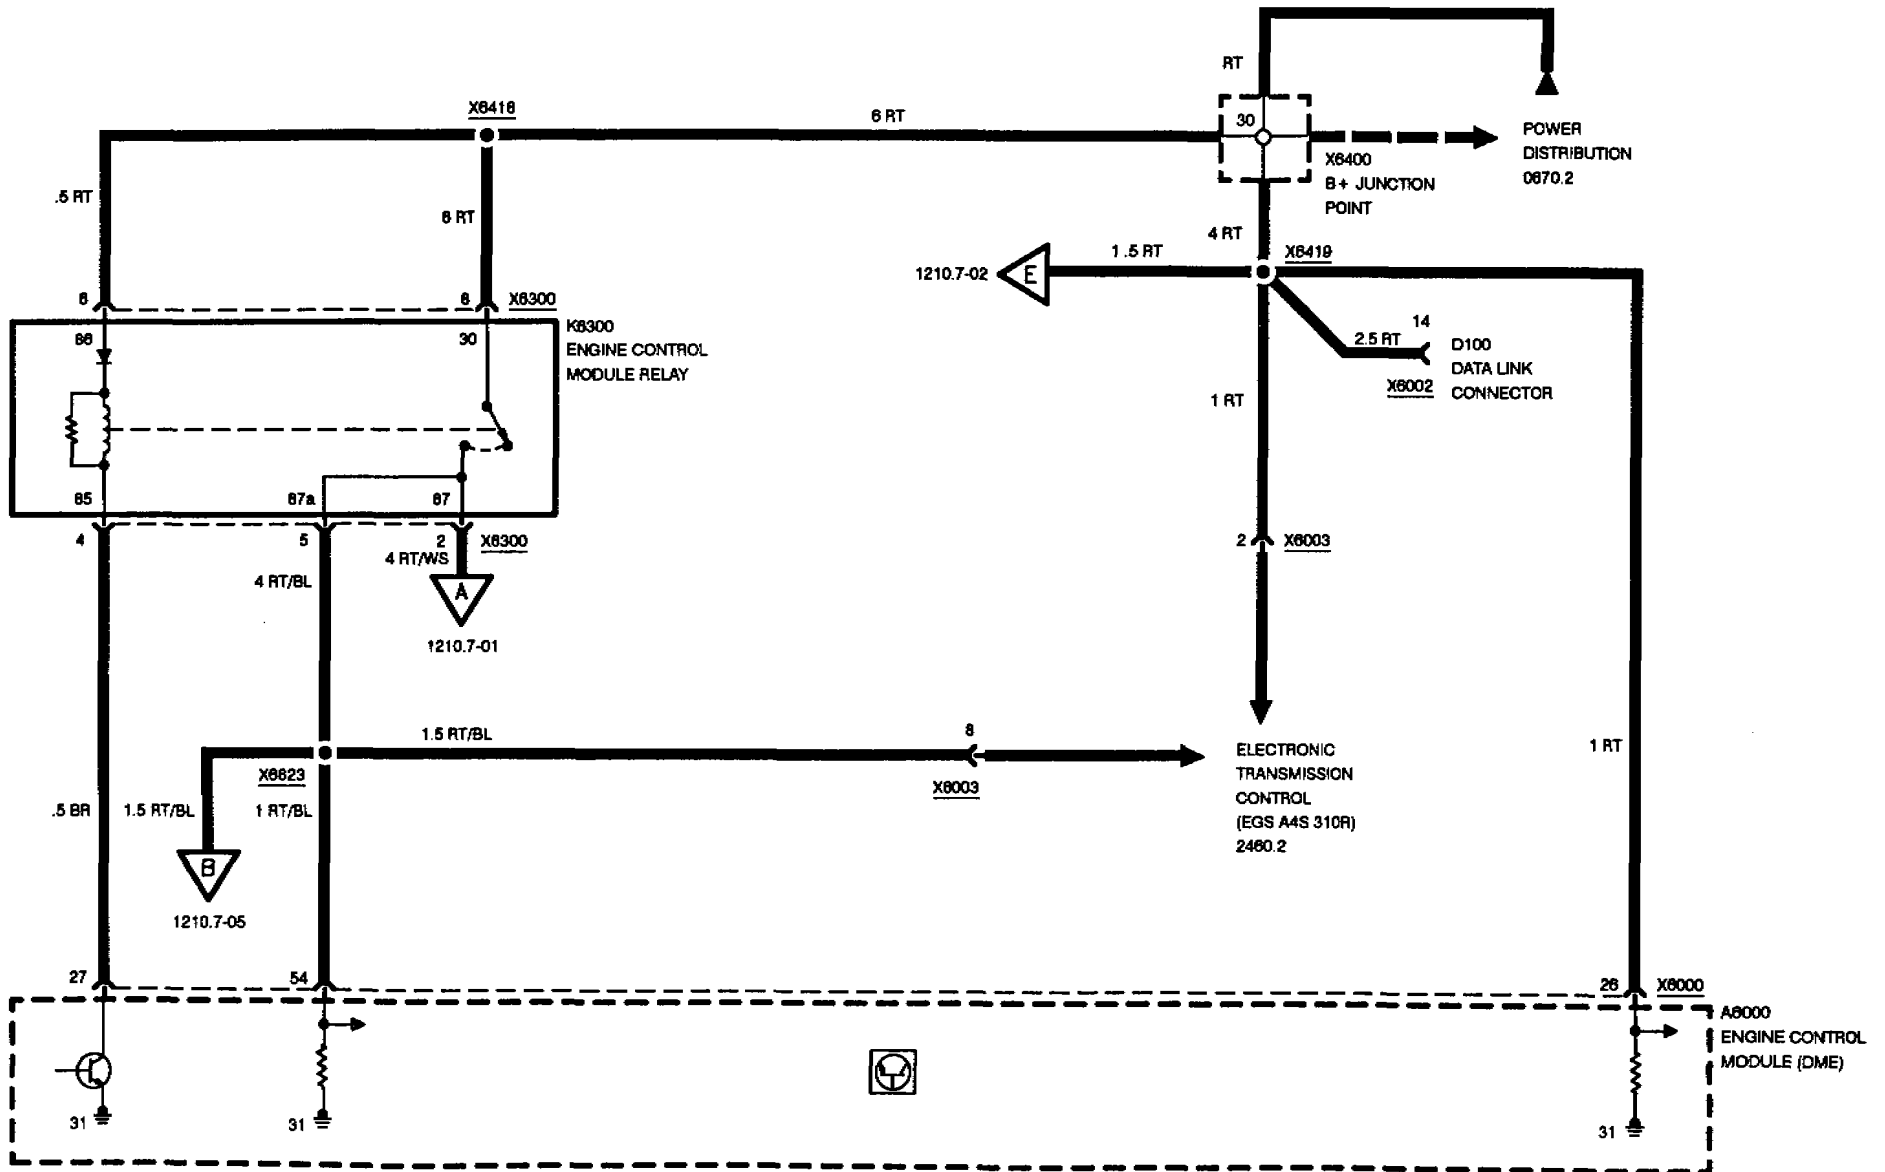 RT
X6418
6 RT
30
POWER
DISTRIBUTION
0670.2
X6400
B+ JUNCTION
POINT
.5 RT
6 RT
4 RT
1210.7-02
E
1.5 RT
X6419
6
6
X6300
K6300
ENGINE CONTROL
MODULE RELAY
86
30
14
2.5 RT
D100
DATA LINK
CONNECTOR
X6002
1 RT
85
87a
87
4
5
2
X6300
4 RT/WS
2
X6003
4 RT/BL
A
1210.7-01
1.5 RT/BL
8
X6003
1 RT
ELECTRONIC
TRANSMISSION
CONTROL
(EGS A4S 310R)
2460.2
X6623
.5 BR
1.5 RT/BL
1 RT/BL
B
1210.7-05
27
54
26
X6000
A6000
ENGINE CONTROL
MODULE (DME)
31
31
31